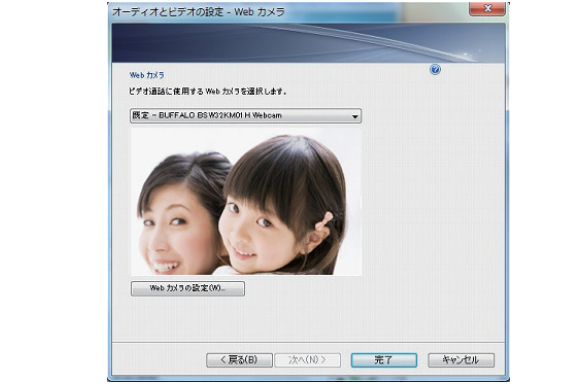 オーディオとビデオの設定 - Web カメラ
Web カメラ
ビデオ通話に使用する Web カメラを選択します。
既定 - BUFFALO BSW32KM01H Webcam
Web カメラの設定(W)...
< 戻る(B)
次へ(N) >
完了
キャンセル